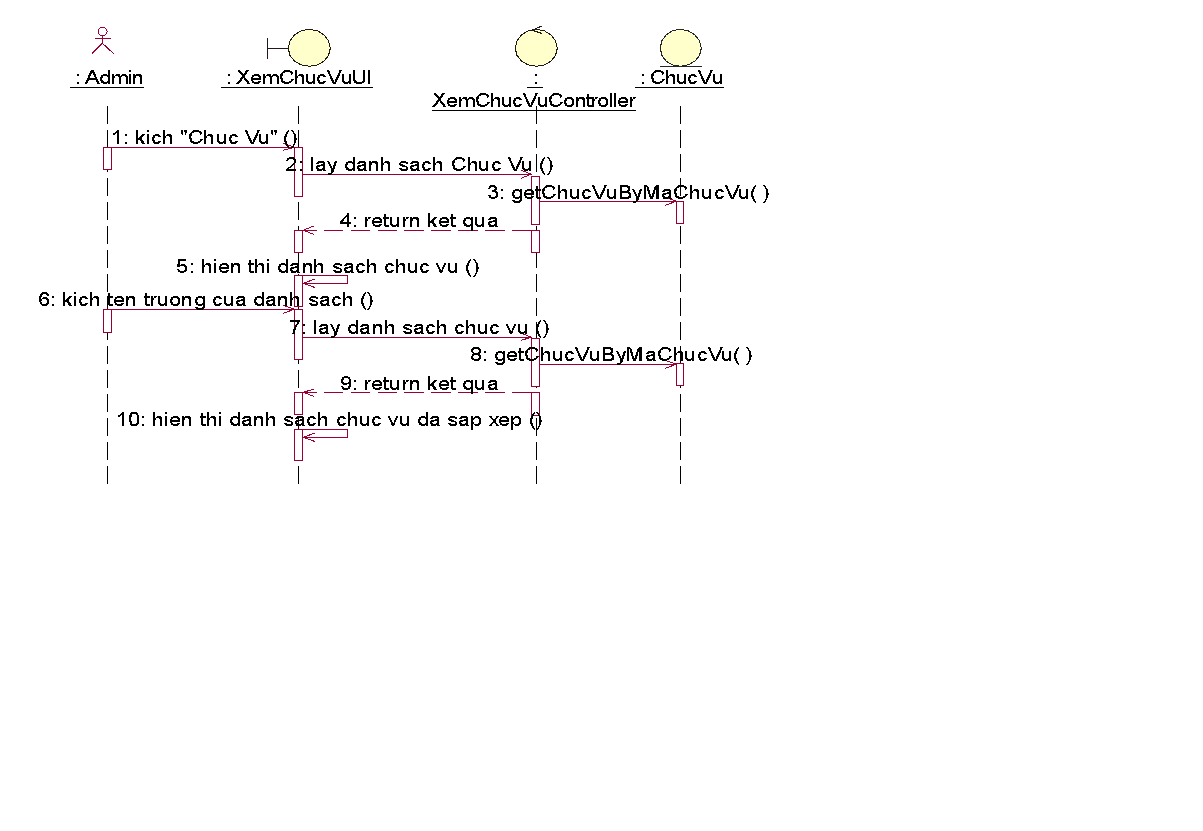 : Admin
: XemChucVuUI
:
XemChucVuController
: ChucVu
1: kich "Chuc Vu" ()
2: lay danh sach Chuc Vu ()
3: getChucVuByMaChucVu( )
4: return ket qua
5: hien thi danh sach chuc vu ()
6: kich ten truong cua danh sach ()
7: lay danh sach chuc vu ()
8: getChucVuByMaChucVu( )
9: return ket qua
10: hien thi danh sach chuc vu da sap xep ()